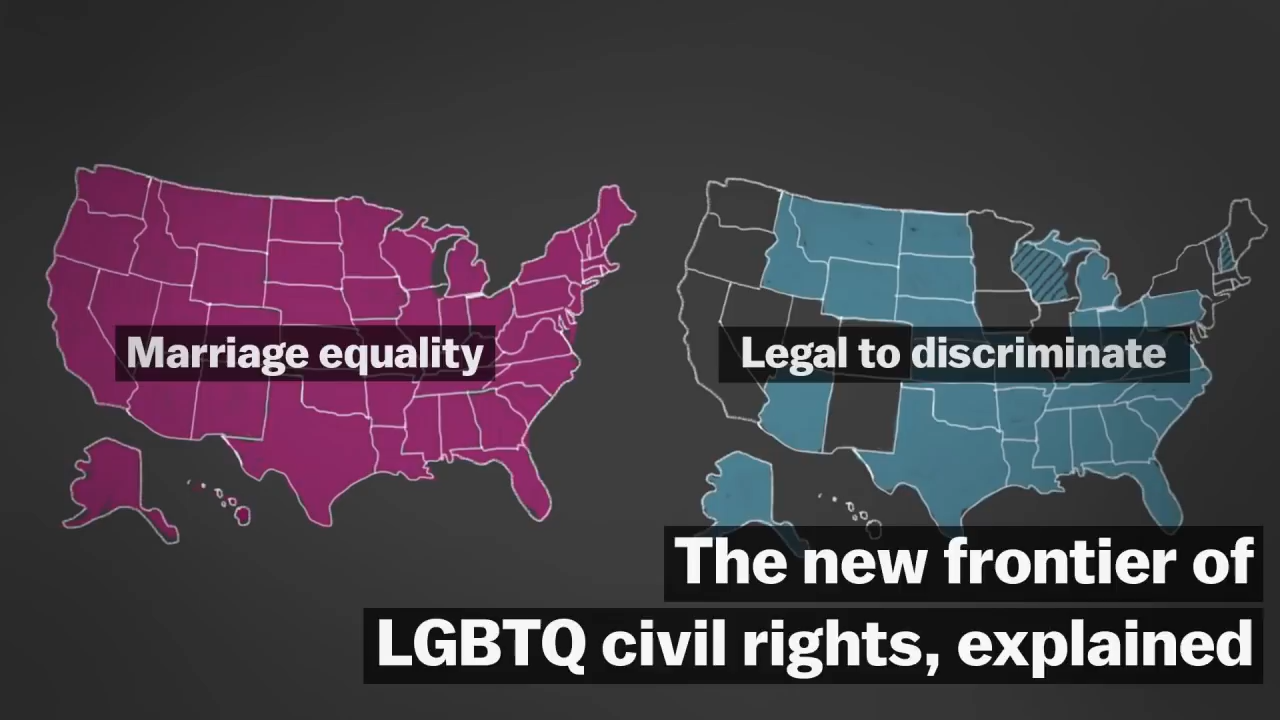 Marriage equality
Legal to discriminate
The new frontier of
LGBTQ civil rights, explained